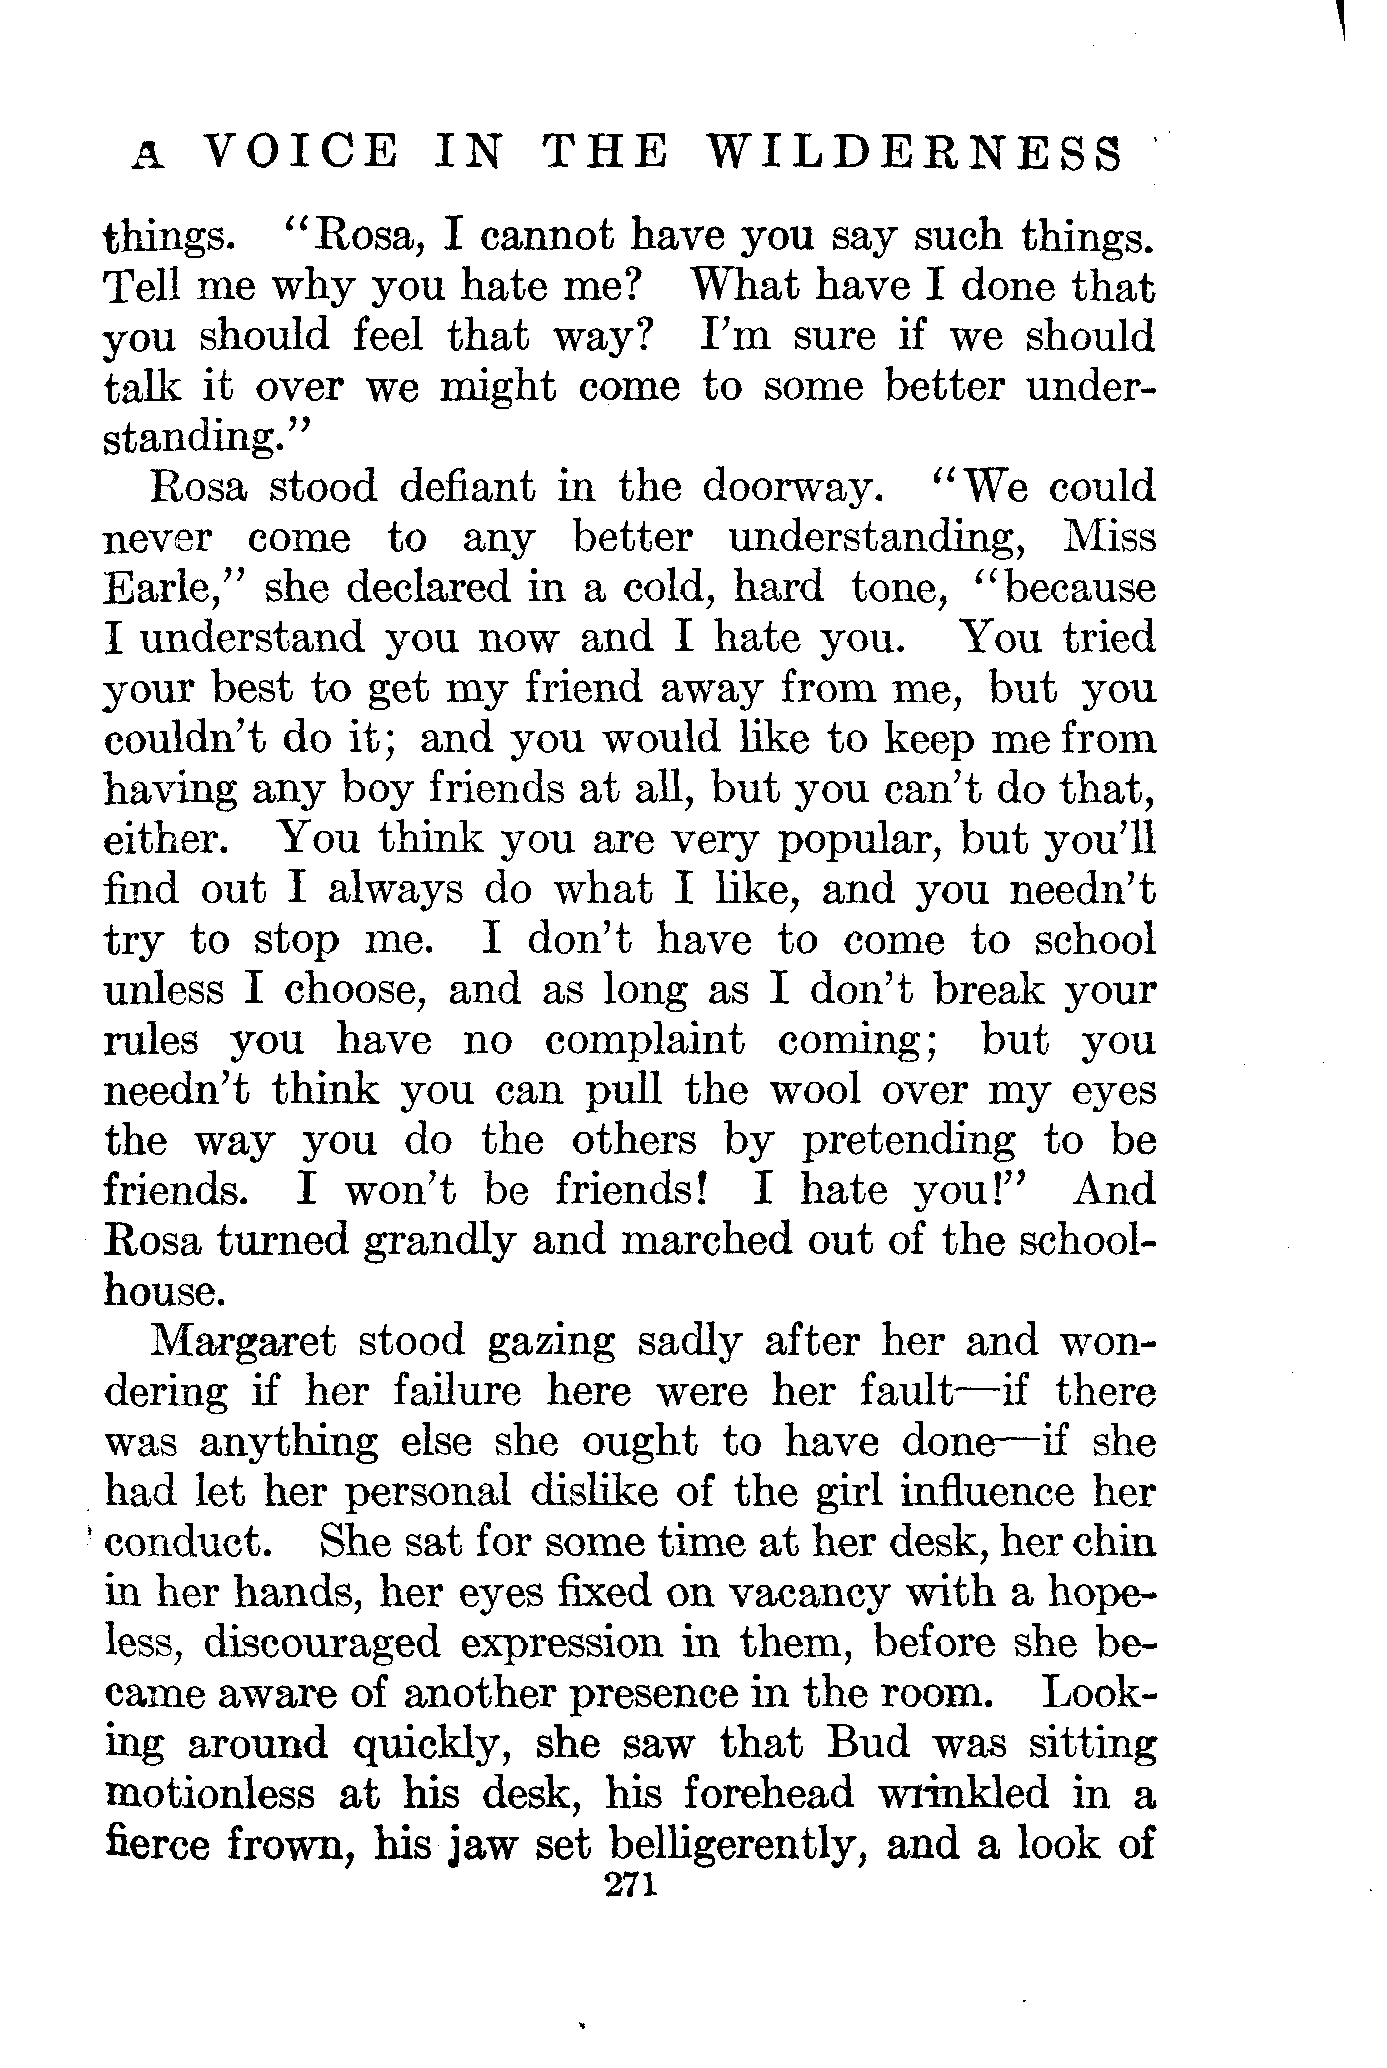 A VOICE IN THE WILDERNESS
things. "Rosa, I cannot have you say such things.
Tell me why you hate me? What have I done that
you should feel that way? I'm sure if we should
talk it over we might come to some better under-
standing."
Rosa stood defiant in the doorway. "We could
never come to any better understanding, Miss
Earle," she declared in a cold, hard tone, "because
I understand you now and I hate you. You tried
your best to get my friend away from me, but you
couldn't do it; and you would like to keep me from
having any boy friends at all, but you can't do that,
either. You think you are very popular, but you'll
find out I always do what I like, and you needn't
try to stop me. I don't have to come to school
unless I choose, and as long as I don't break your
rules you have no complaint coming; but you
needn't think you can pull the wool over my eyes
the way you do the others by pretending to be
friends. I won't be friends! I hate you!" And
Rosa turned grandly and marched out of the school-
house.
Margaret stood gazing sadly after her and won-
dering if her failure here were her fault—if there
was anything else she ought to have done—if she
had let her personal dislike of the girl influence her
conduct. She sat for some time at her desk, her chin
in her hands, her eyes fixed on vacancy with a hope-
less, discouraged expression in them, before she be-
came aware of another presence in the room. Look-
ing around quickly, she saw that Bud was sitting
motionless at his desk, his forehead wrinkled in a
fierce frown, his jaw set belligerently, and a look of
271